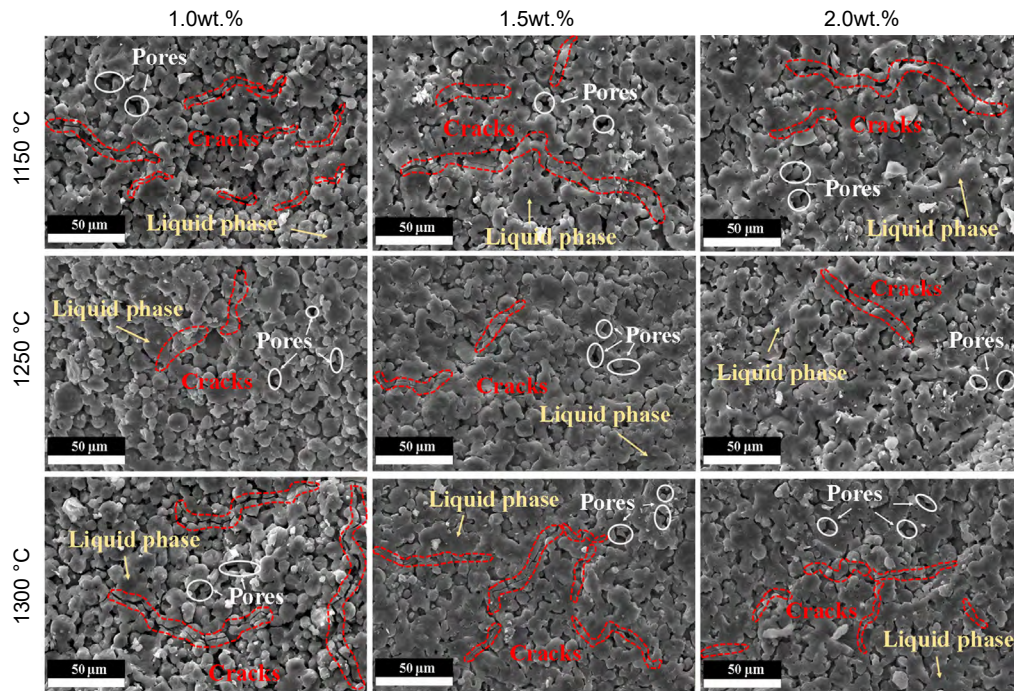 1.0wt.%
1.5wt.%
2.0wt.%
1150 °C
Pores
Cracks
Liquid phase
50 μm
Pores
Cracks
Liquid phase
50 μm
Cracks
Pores
Liquid phase
50 μm
1250 °C
Liquid phase
Pores
Cracks
50 μm
Pores
Cracks
Liquid phase
50 μm
Cracks
Pores
Liquid phase
50 μm
1300 °C
Liquid phase
Pores
Cracks
50 μm
Liquid phase
Pores
Cracks
50 μm
Pores
Cracks
Liquid phase
50 μm